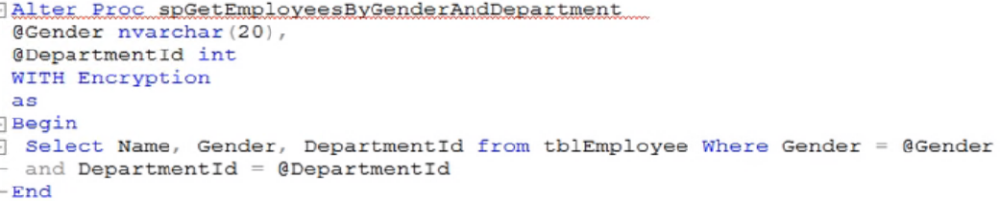 Alter Proc spGetEmployeesByGenderAndDepartment
@Gender nvarchar(20),
@DepartmentId int
WITH Encryption
as
Begin
Select Name, Gender, DepartmentId from tblEmployee Where Gender = @Gender
and DepartmentId = @DepartmentId
End